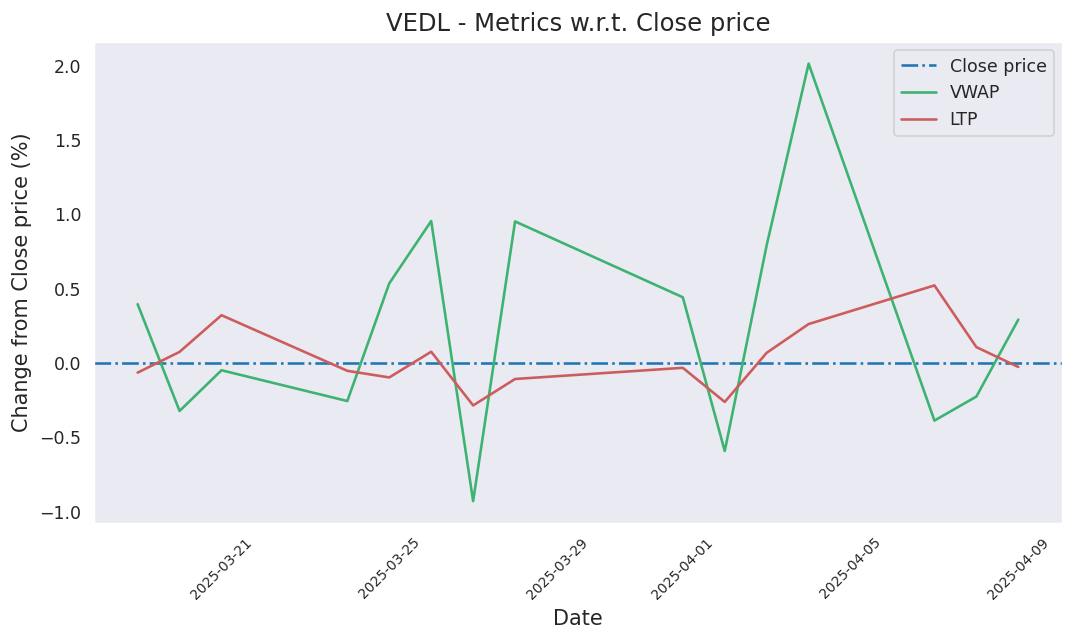 VEDL - Metrics w.r.t. Close price
Change from Close price (%)
2.0
1.5
1.0
0.5
0.0
−0.5
−1.0
Close price
VWAP
LTP
2025-03-21
2025-03-25
2025-03-29
2025-04-01
2025-04-05
2025-04-09
Date